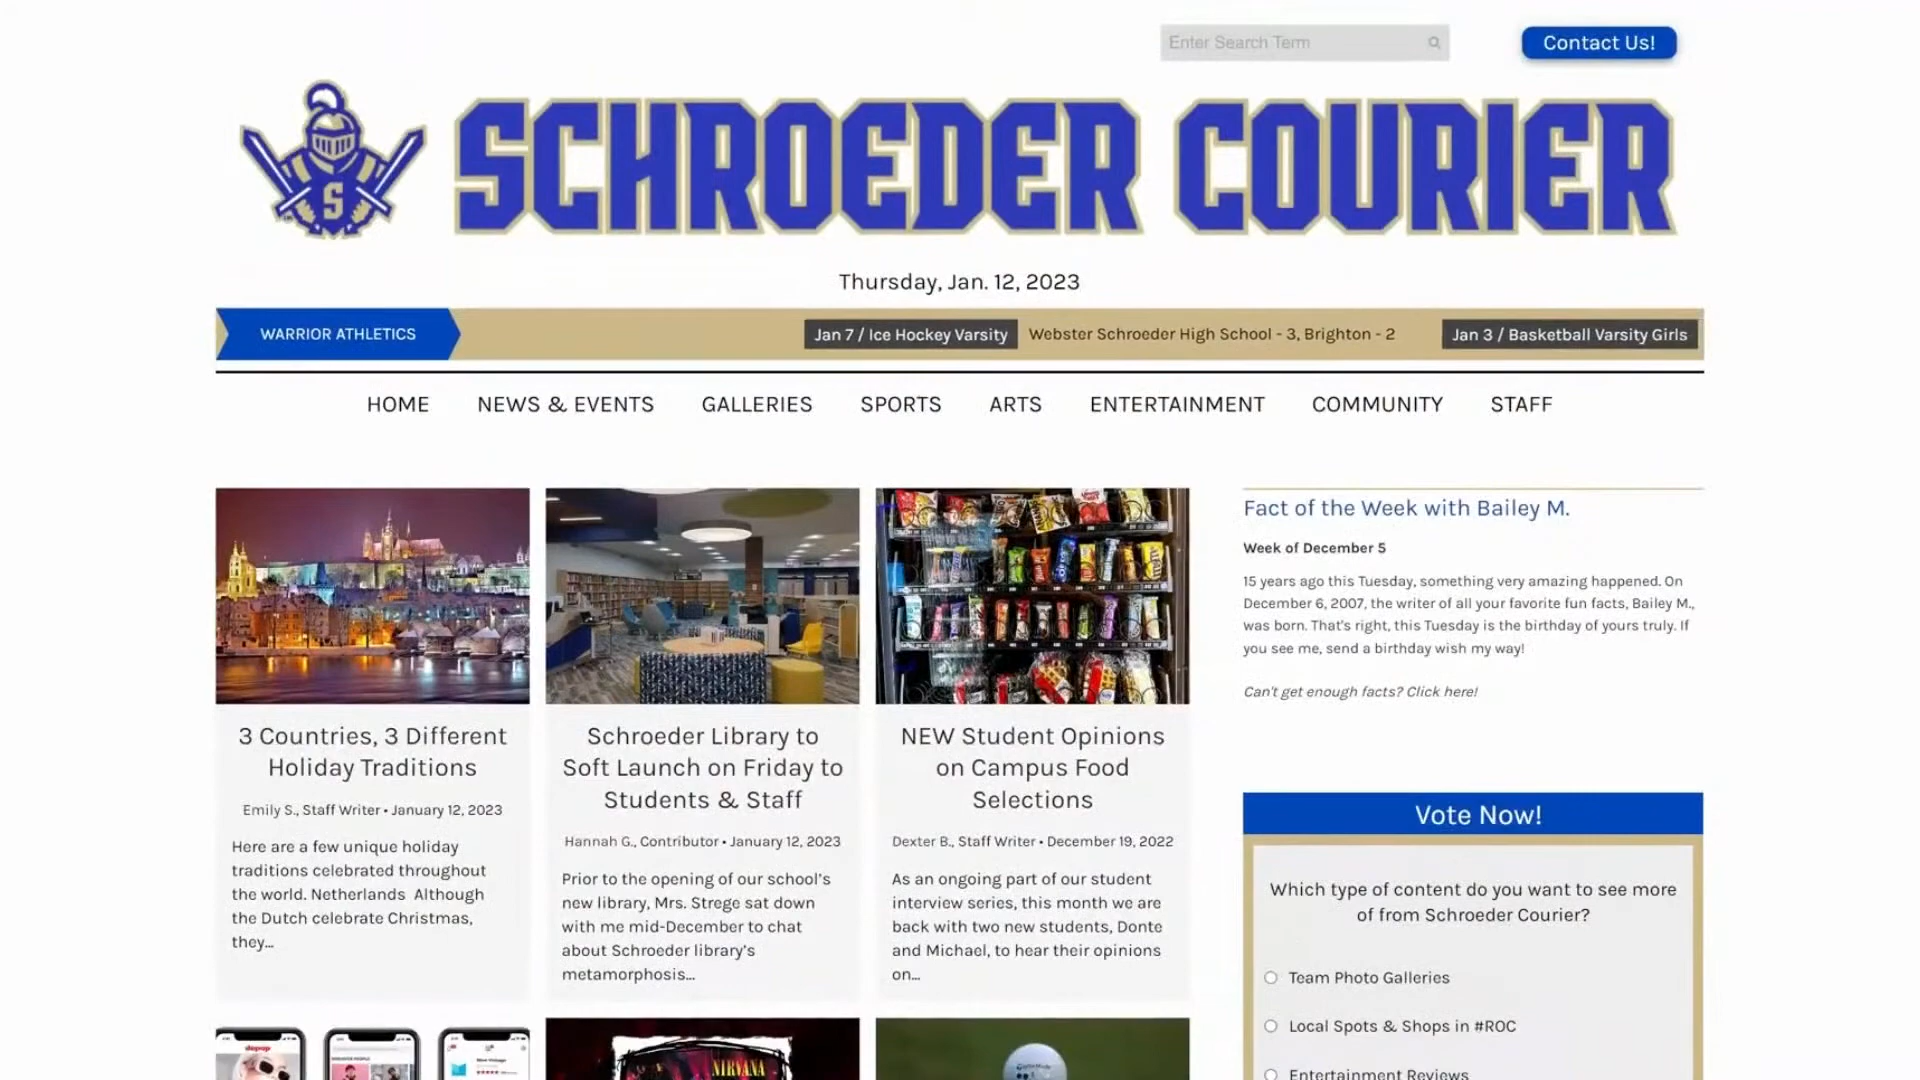 Enter Search Term
Contact Us!
S
SCHROEDER COURIER
Thursday, Jan. 12, 2023
WARRIOR ATHLETICS
Jan 7 / Ice Hockey Varsity
Webster Schroeder High School - 3, Brighton - 2
Jan 3 / Basketball Varsity Girls
HOME
NEWS & EVENTS
GALLERIES
SPORTS
ARTS
ENTERTAINMENT
COMMUNITY
STAFF
3 Countries, 3 Different
Holiday Traditions
Emily S., Staff Writer • January 12, 2023
Here are a few unique holiday
traditions celebrated throughout
the world. Netherlands  Although
the Dutch celebrate Christmas,
they...
Schroeder Library to
Soft Launch on Friday to
Students & Staff
Hannah G., Contributor • January 12, 2023
Prior to the opening of our school's
new library, Mrs. Strege sat down
with me mid-December to chat
about Schroeder library's
metamorphosis...
NEW Student Opinions
on Campus Food
Selections
Dexter B., Staff Writer • December 19, 2022
As an ongoing part of our student
interview series, this month we are
back with two new students, Donte
and Michael, to hear their opinions
on...
Fact of the Week with Bailey M.
Week of December 5
15 years ago this Tuesday, something very amazing happened. On
December 6, 2007, the writer of all your favorite fun facts, Bailey M.,
was born. That's right, this Tuesday is the birthday of yours truly. If
you see me, send a birthday wish my way!
Can't get enough facts? Click here!
Vote Now!
Which type of content do you want to see more
of from Schroeder Courier?
Team Photo Galleries
Local Spots & Shops in #ROC
Entertainment Reviews
depop
NIRVANA